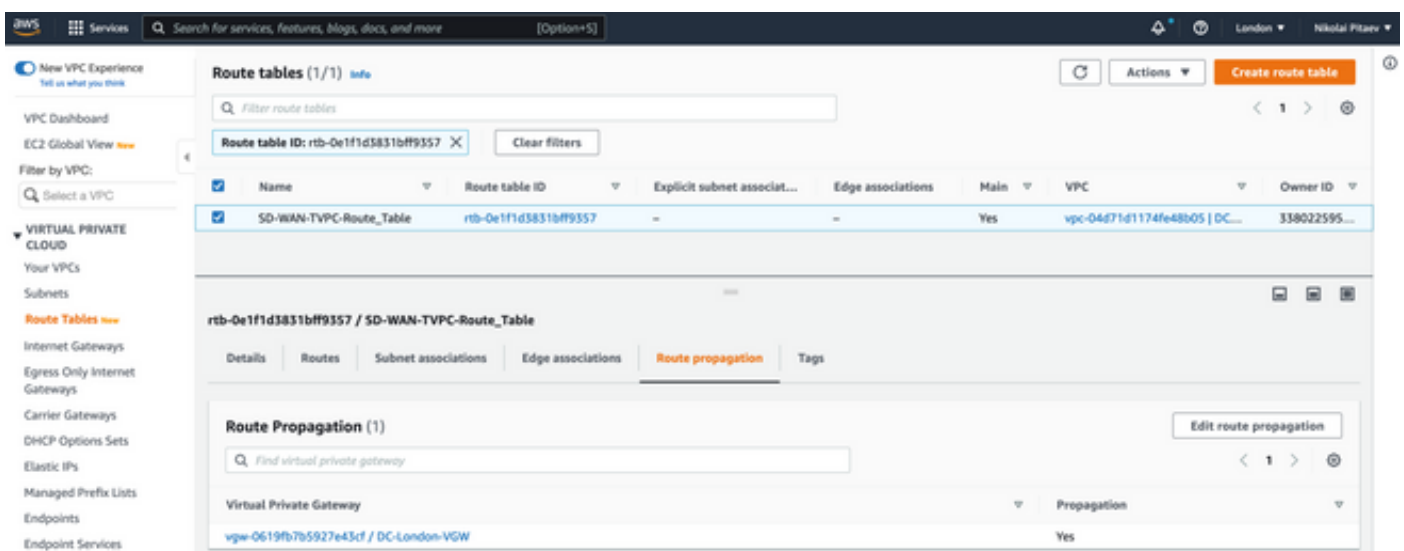 aws Services Search for services, features, blogs, docs, and more [Option+S] London ▼ Nikolai Pitaev ▼
New VPC Experience
Tell us what you think
VPC Dashboard
EC2 Global View New
Filter by VPC:
Select a VPC
VIRTUAL PRIVATE
CLOUD
Your VPCs
Subnets
Route Tables New
Internet Gateways
Egress Only Internet
Gateways
Carrier Gateways
DHCP Options Sets
Elastic IPs
Managed Prefix Lists
Endpoints
Endpoint Services
Route tables (1/1) Info
Actions ▼ Create route table
Filter route tables
< 1 >
Route table ID: rtb-0e1f1d3831bff9357 X Clear filters
Name Route table ID Explicit subnet associat... Edge associations Main VPC Owner ID
SD-WAN-TVPC-Route_Table rtb-0e1f1d3831bff9357 – – Yes vpc-04d71d1174fe48b05 | DC... 338022595...
rtb-0e1f1d3831bff9357 / SD-WAN-TVPC-Route_Table
Details Routes Subnet associations Edge associations Route propagation Tags
Route Propagation (1) Edit route propagation
Find virtual private gateway
< 1 >
Virtual Private Gateway Propagation
vgw-0619fb7b5927e43cf / DC-London-VGW Yes